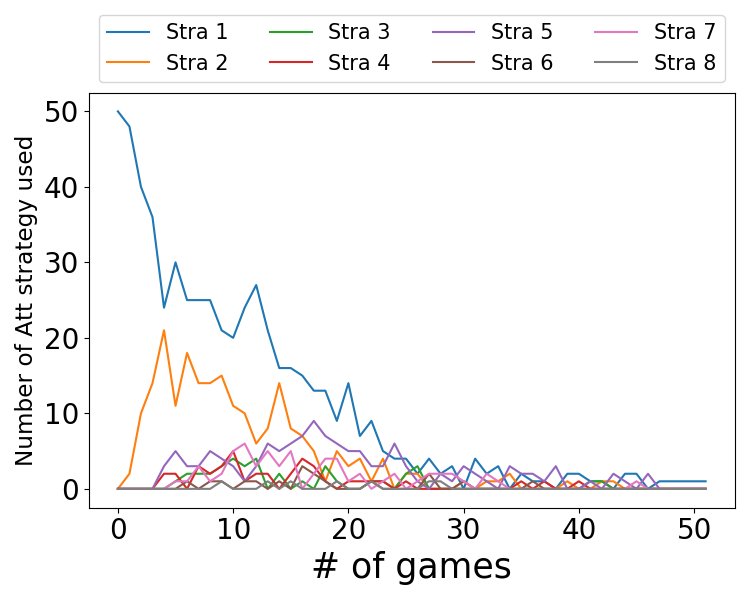 Stra 1 Stra 3 Stra 5 Stra 7
Stra 2 Stra 4 Stra 6 Stra 8
Number of Att strategy used
50
40
30
20
10
0
0 10 20 30 40 50
# of games